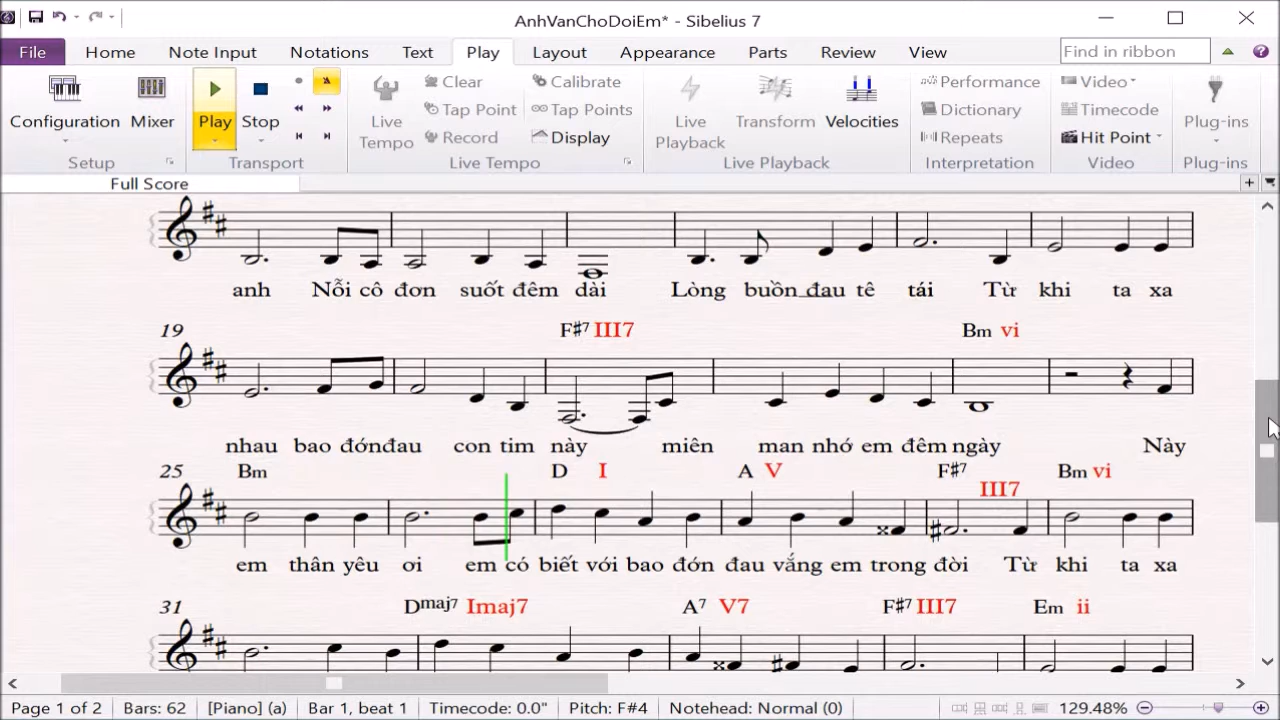 AnhVanChoDoiEm* - Sibelius 7
File Home Note Input Notations Text Play Layout Appearance Parts Review View Find in ribbon
Configuration Mixer Play Stop Live Tempo Clear Tap Point Record Calibrate Tap Points Display Live Playback Transform Velocities Performance Dictionary Repeats Video Timecode Hit Point Plug-ins
Setup Transport Live Tempo Live Playback Interpretation Video Plug-ins
Full Score
anh Nỗi cô đơn suốt đêm dài Lòng buồn_đau tê tái Từ khi ta xa
19 F♯7 III7 Bm vi
nhau bao đớnđau con tim này miên man nhớ em đêm ngày Này
25 Bm D I A V F♯7 III7 Bm vi
em thân yêu ơi em có biết với bao đớn đau vắng em trong đời Từ khi ta xa
31 Dmaj7 Imaj7 A7 V7 F♯7 III7 Em ii
Page 1 of 2 Bars: 62 [Piano] (a) Bar 1, beat 1 Timecode: 0.0" Pitch: F#4 Notehead: Normal (0) 129.48%